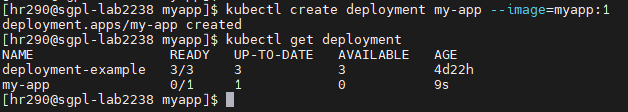 [hr290@sgpl-lab2238 myapp]$ kubectl create deployment my-app --image=myapp:1
deployment.apps/my-app created
[hr290@sgpl-lab2238 myapp]$ kubectl get deployment
NAME                 READY   UP-TO-DATE   AVAILABLE   AGE
deployment-example   3/3     3            3           4d22h
my-app               0/1     1            0           9s
[hr290@sgpl-lab2238 myapp]$